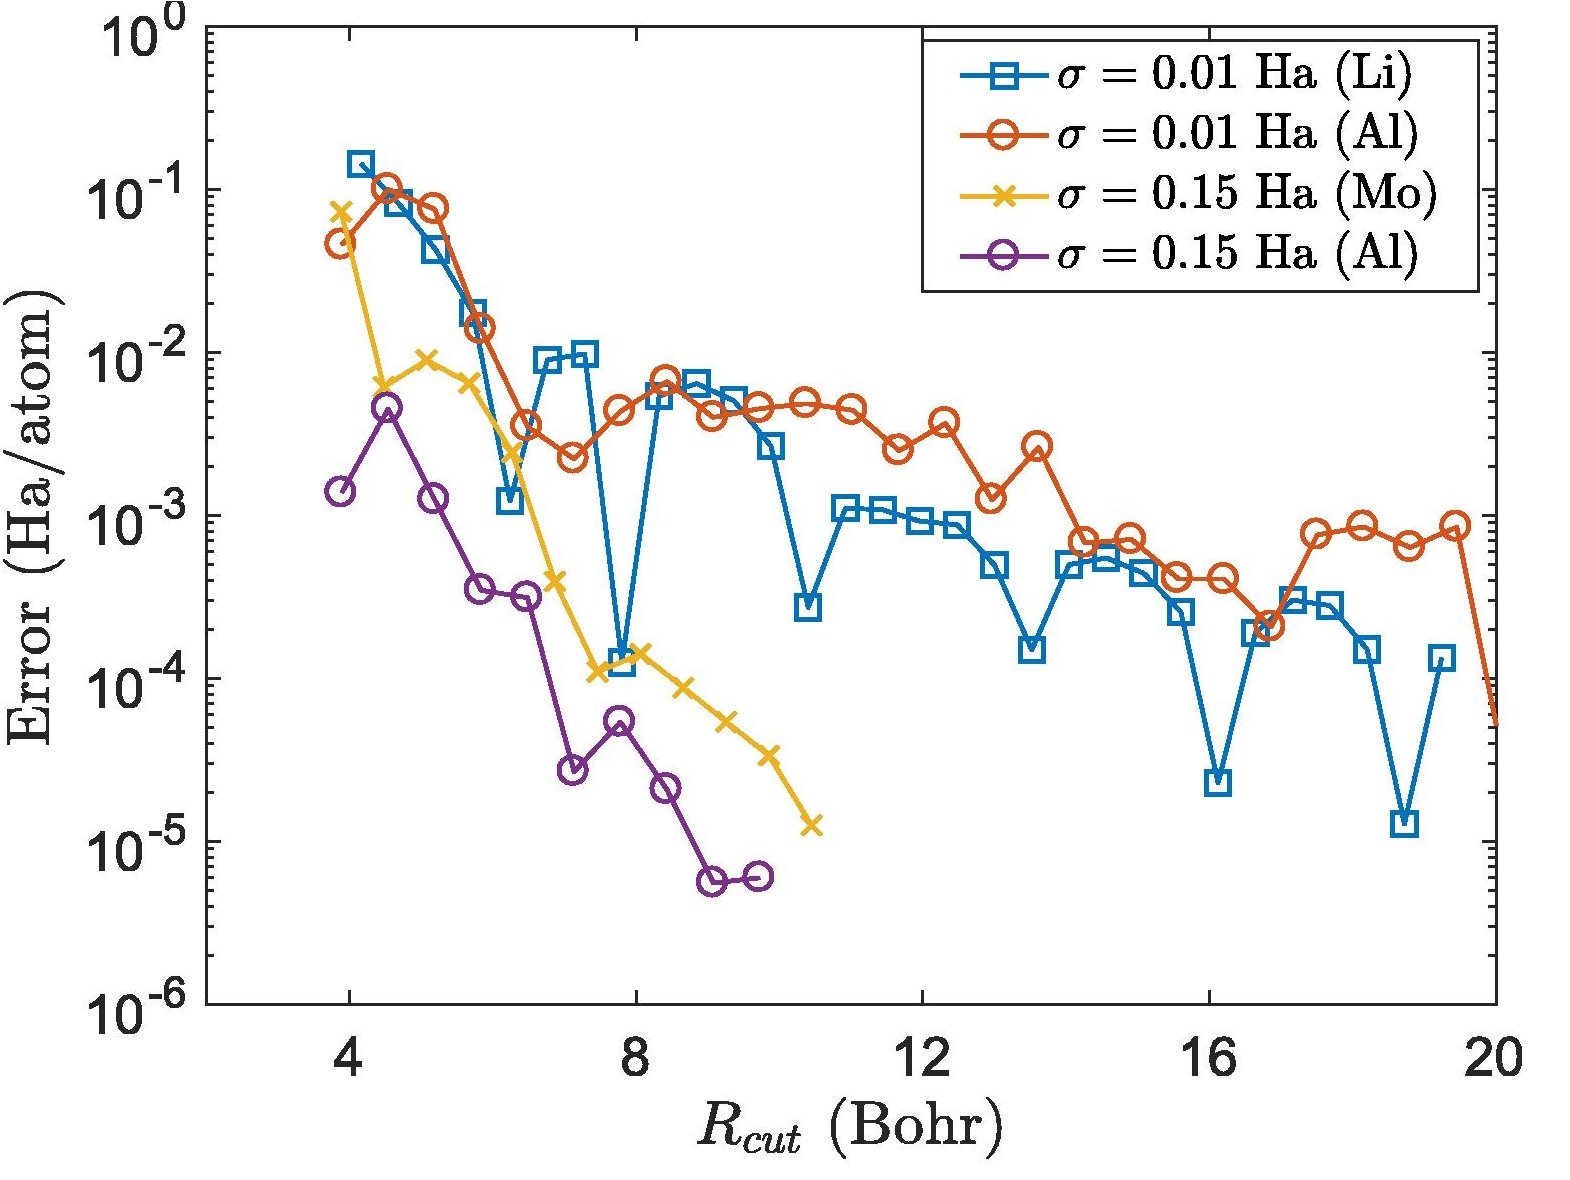 10^0
10^-1
10^-2
10^-3
10^-4
10^-5
10^-6
Error (Ha/atom)
σ = 0.01 Ha (Li)
σ = 0.01 Ha (Al)
σ = 0.15 Ha (Mo)
σ = 0.15 Ha (Al)
4 8 12 16 20
R_cut (Bohr)